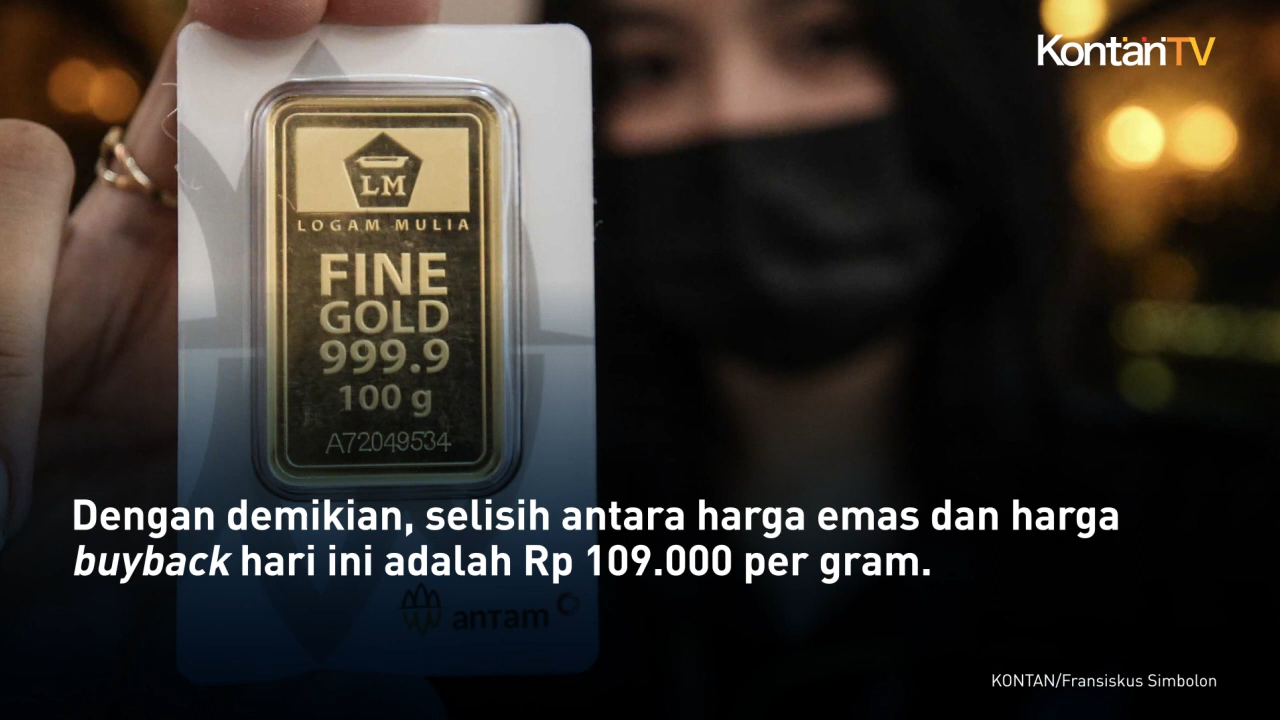 KontanTV
LM
LOGAM MULIA
FINE
GOLD
999.9
100 g
A72049534
Dengan demikian, selisih antara harga emas dan harga
buyback hari ini adalah Rp 109.000 per gram.
antam
KONTAN/Fransiskus Simbolon